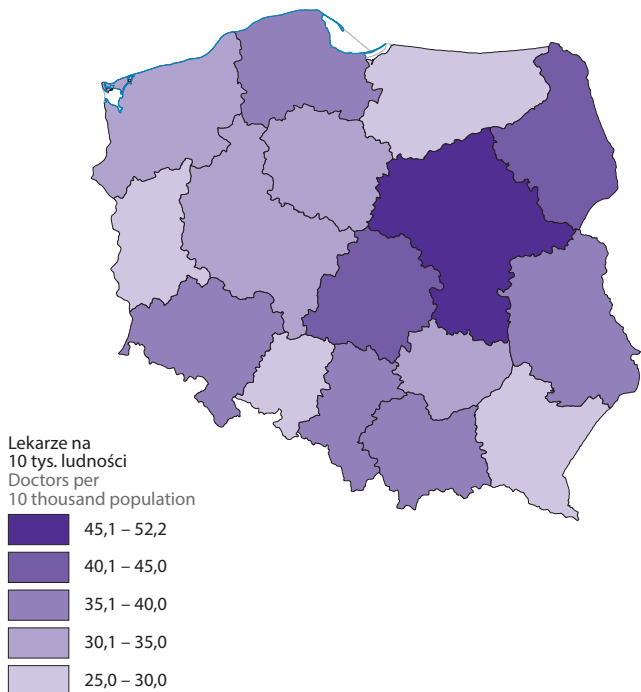 Lekarze na
10 tys. ludności
Doctors per
10 thousand population
45,1 – 52,2
40,1 – 45,0
35,1 – 40,0
30,1 – 35,0
25,0 – 30,0